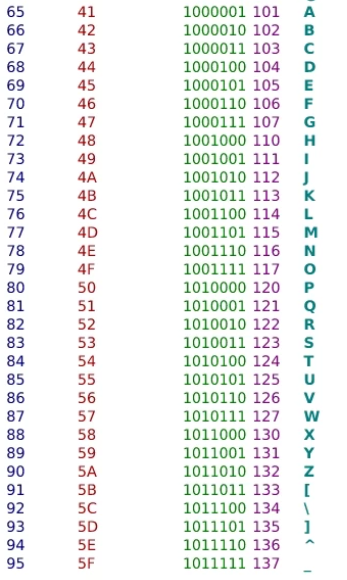 65 41 1000001 101 A
66 42 1000010 102 B
67 43 1000011 103 C
68 44 1000100 104 D
69 45 1000101 105 E
70 46 1000110 106 F
71 47 1000111 107 G
72 48 1001000 110 H
73 49 1001001 111 I
74 4A 1001010 112 J
75 4B 1001011 113 K
76 4C 1001100 114 L
77 4D 1001101 115 M
78 4E 1001110 116 N
79 4F 1001111 117 O
80 50 1010000 120 P
81 51 1010001 121 Q
82 52 1010010 122 R
83 53 1010011 123 S
84 54 1010100 124 T
85 55 1010101 125 U
86 56 1010110 126 V
87 57 1010111 127 W
88 58 1011000 130 X
89 59 1011001 131 Y
90 5A 1011010 132 Z
91 5B 1011011 133 [
92 5C 1011100 134 \
93 5D 1011101 135 ]
94 5E 1011110 136 ^
95 5F 1011111 137 _